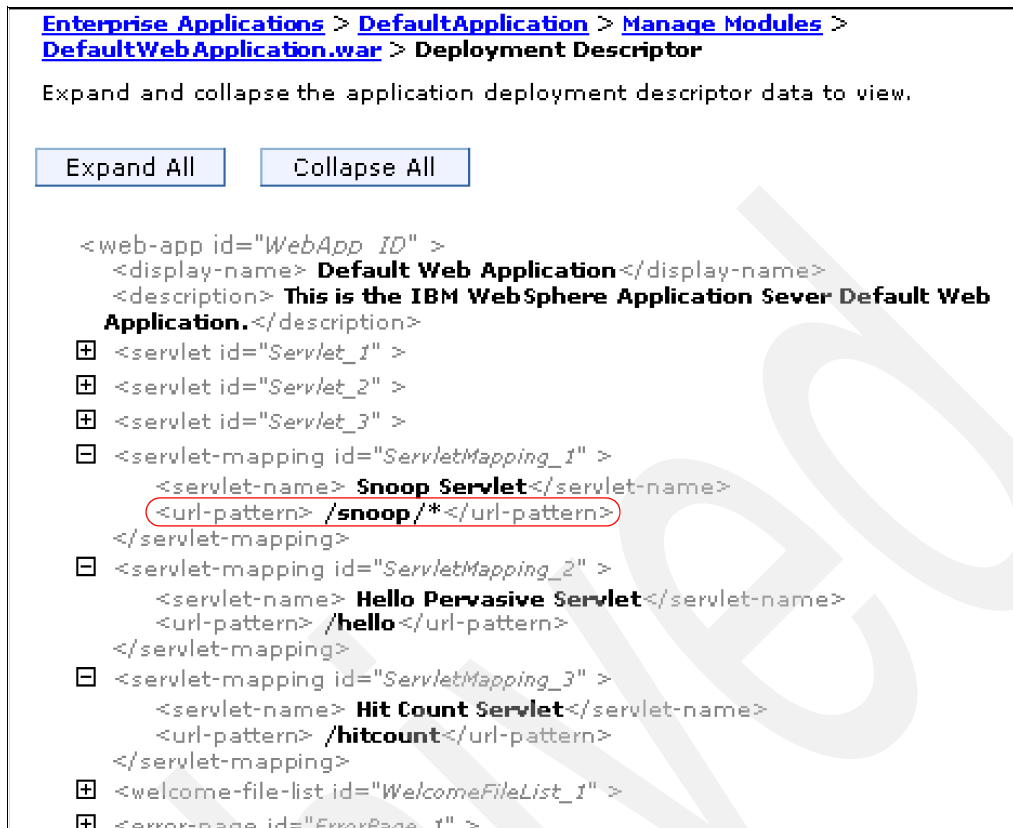 Enterprise Applications > DefaultApplication > Manage Modules >
DefaultWebApplication.war > Deployment Descriptor
Expand and collapse the application deployment descriptor data to view.
Expand All Collapse All
<web-app id="WebApp_ID" >
<display-name> Default Web Application</display-name>
<description> This is the IBM WebSphere Application Sever Default Web
Application.</description>
<servlet id="Servlet_1" >
<servlet id="Servlet_2" >
<servlet id="Servlet_3" >
<servlet-mapping id="ServletMapping_1" >
<servlet-name> Snoop Servlet</servlet-name>
<url-pattern> /snoop/*</url-pattern>
</servlet-mapping>
<servlet-mapping id="ServletMapping_2" >
<servlet-name> Hello Pervasive Servlet</servlet-name>
<url-pattern> /hello</url-pattern>
</servlet-mapping>
<servlet-mapping id="ServletMapping_3" >
<servlet-name> Hit Count Servlet</servlet-name>
<url-pattern> /hitcount</url-pattern>
</servlet-mapping>
<welcome-file-list id="WelcomeFileList_1" >
<error-page id="ErrorPage_1" >